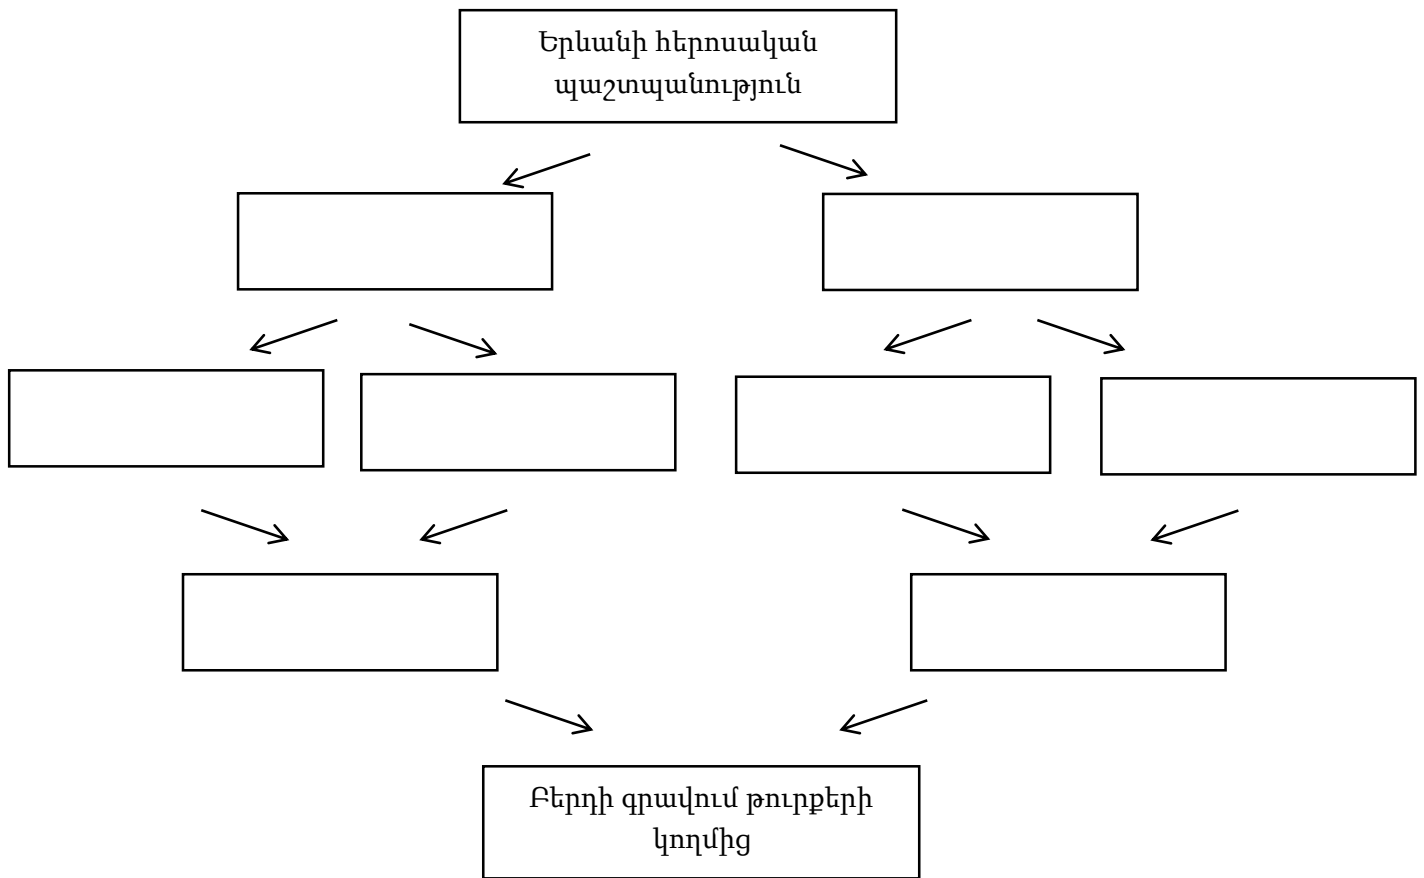 Երևանի հերոսական
պաշտպանություն
Բերդի գրավում թուրքերի
կողմից